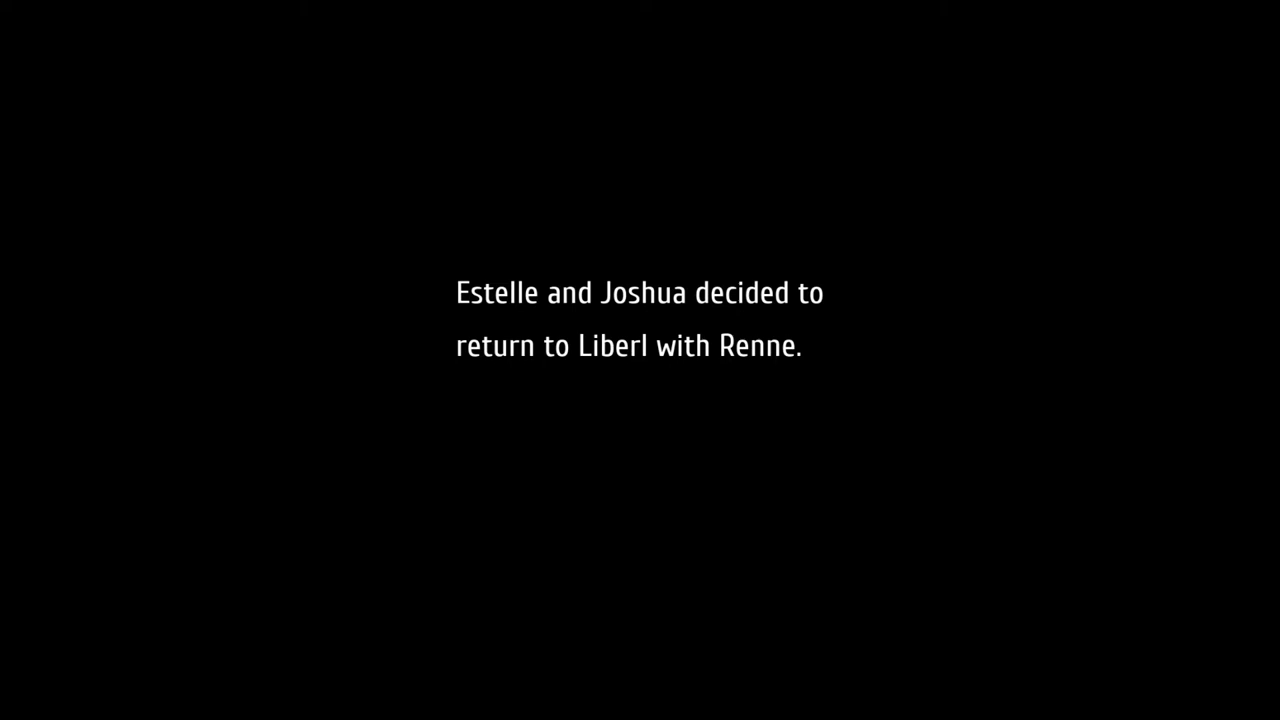 Estelle and Joshua decided to
return to Liberl with Renne.